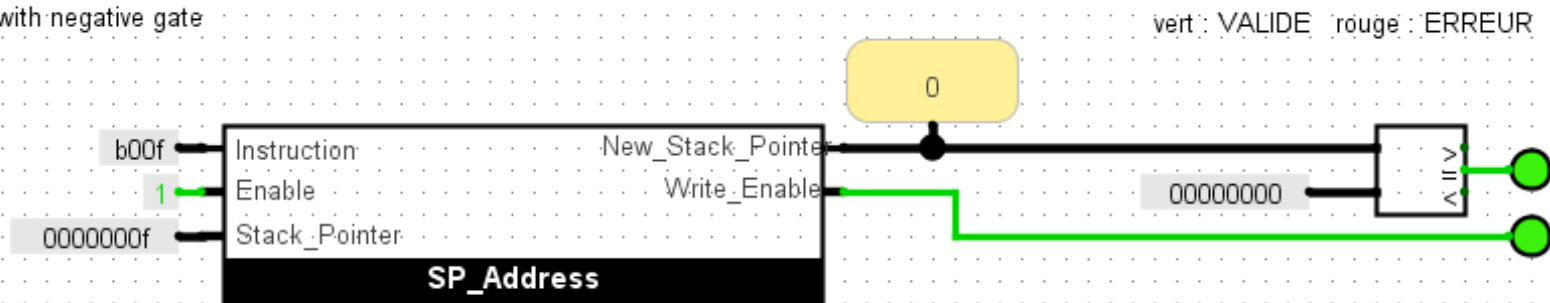 with negative gate
vert : VALIDE rouge : ERREUR
0
b00f Instruction New_Stack_Pointer
1 Enable Write_Enable
0000000f Stack_Pointer
00000000
> = <
SP_Address